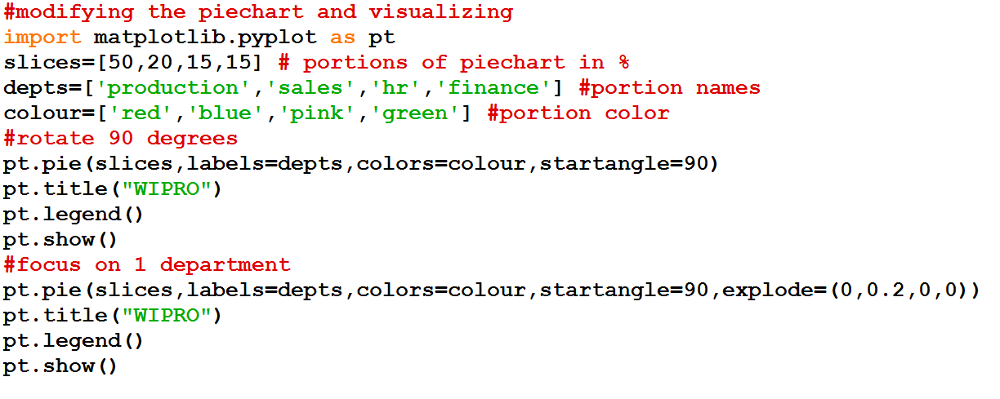 #modifying the piechart and visualizing
import matplotlib.pyplot as pt
slices=[50,20,15,15] # portions of piechart in %
depts=['production','sales','hr','finance'] #portion names
colour=['red','blue','pink','green'] #portion color
#rotate 90 degrees
pt.pie(slices,labels=depts,colors=colour,startangle=90)
pt.title("WIPRO")
pt.legend()
pt.show()
#focus on 1 department
pt.pie(slices,labels=depts,colors=colour,startangle=90,explode=(0,0.2,0,0))
pt.title("WIPRO")
pt.legend()
pt.show()